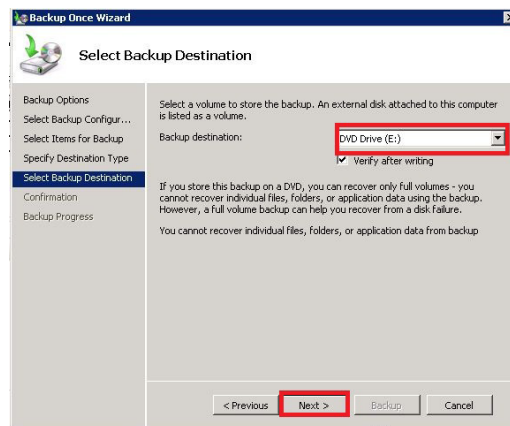 Backup Once Wizard
Select Backup Destination
Backup Options
Select Backup Configur...
Select Items for Backup
Specify Destination Type
Select Backup Destination
Confirmation
Backup Progress
Select a volume to store the backup. An external disk attached to this computer
is listed as a volume.
Backup destination:
DVD Drive (E:)
Verify after writing
If you store this backup on a DVD, you can recover only full volumes - you
cannot recover individual files, folders, or application data using the backup.
However, a full volume backup can help you recover from a disk failure.
You cannot recover individual files, folders, or application data from backup
< Previous
Next >
Backup
Cancel